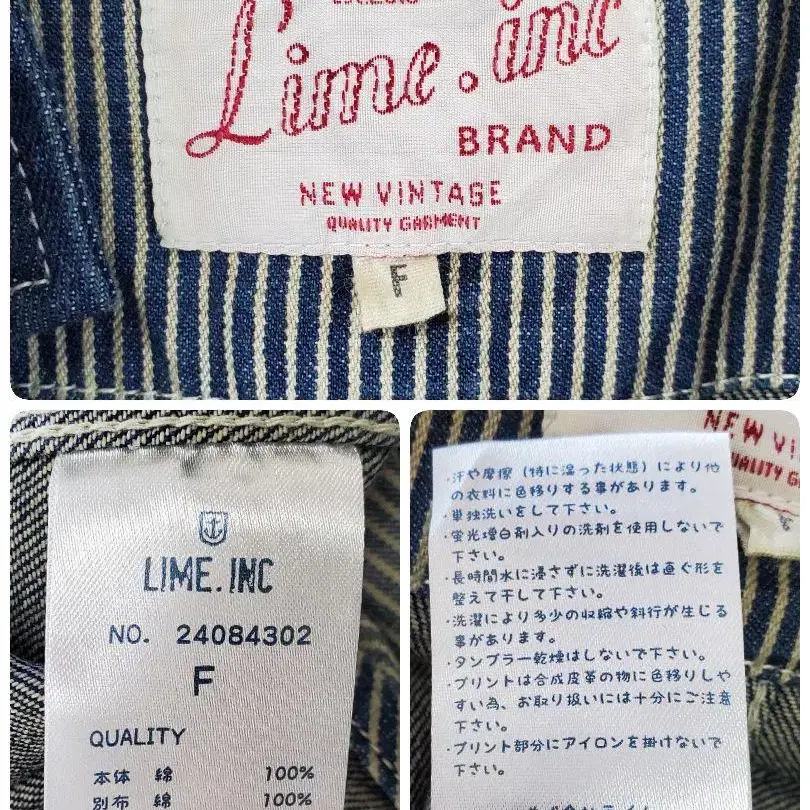 Lime.inc
BRAND
NEW VINTAGE
QUALITY GARMENT
F
LIME.INC
NO. 24084302
F
QUALITY
本体 綿 100%
別布 綿 100%
NEW VI
UALITY G
・汗や摩擦（特に湿った状態）により他
の衣料に色移りする事があります。
・単独洗いをして下さい。
・蛍光増白剤入りの洗剤を使用しないで
下さい。
・長時間水に浸さずに洗濯後は直ぐ形を
整えて干して下さい。
・洗濯により多少の収縮や斜行が生じる
事があります。
・タンブラー乾燥はしないで下さい。
・プリントは合成皮革の物に色移りしや
すい為、お取り扱いには十分にご注意
下さい。
・プリント部分にアイロンを掛けないで
下さい。